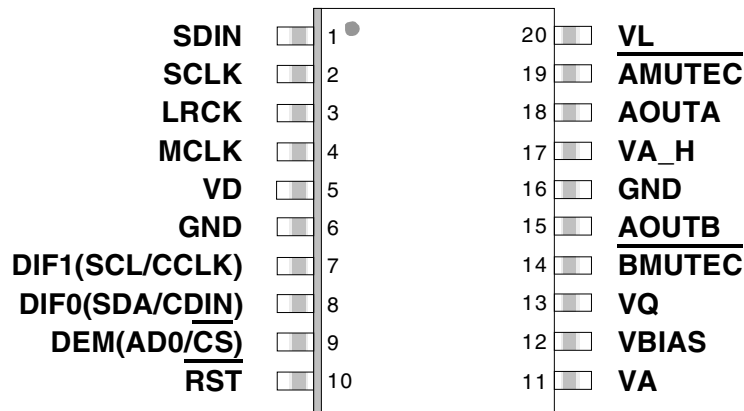 SDIN 1 20 VL
SCLK 2 19 AMUTEC
LRCK 3 18 AOUTA
MCLK 4 17 VA_H
VD 5 16 GND
GND 6 15 AOUTB
DIF1(SCL/CCLK) 7 14 BMUTEC
DIF0(SDA/CDIN) 8 13 VQ
DEM(AD0/CS) 9 12 VBIAS
RST 10 11 VA